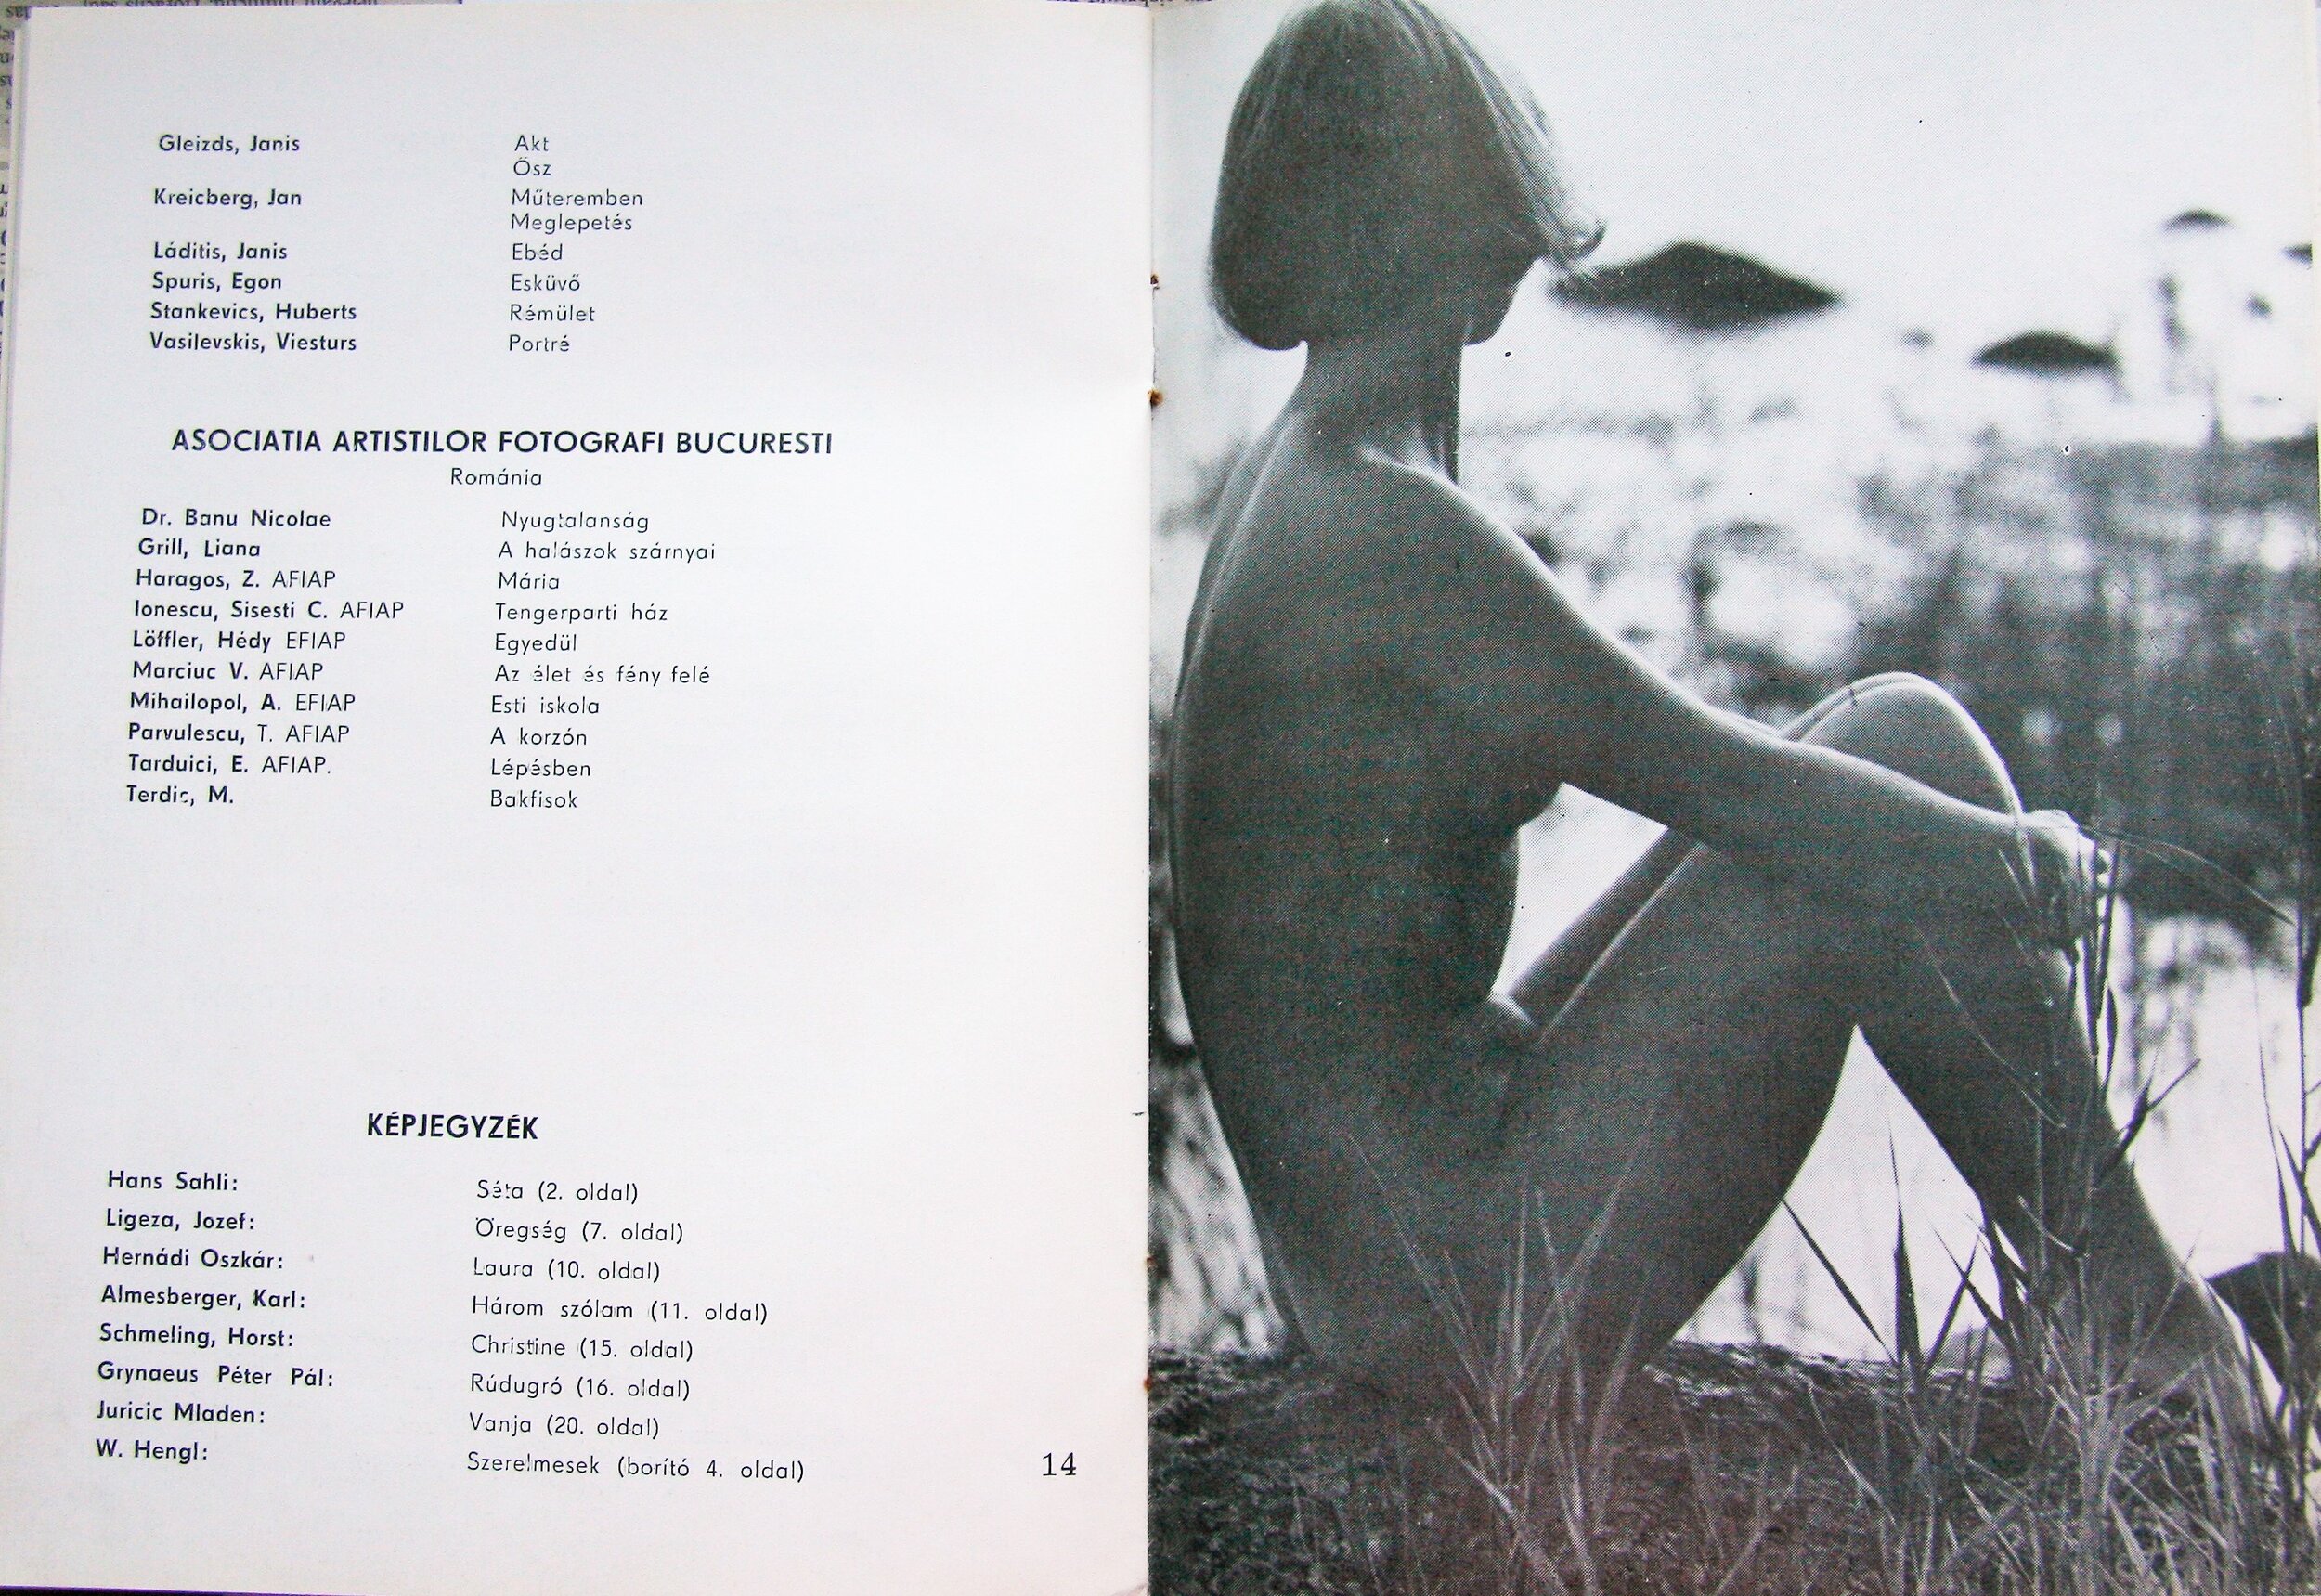 Gleizds, Janis Akt
Ősz
Kreicberg, Jan Műteremben
Meglepetés
Láditis, Janis Ebéd
Spuris, Egon Esküvő
Stankevics, Huberts Rémület
Vasilevskis, Viesturs Portré
ASOCIATIA ARTISTILOR FOTOGRAFI BUCURESTI
Románia
Dr. Banu Nicolae Nyugtalanság
Grill, Liana A halászok szárnyai
Haragos, Z. AFIAP Mária
Ionescu, Sisesti C. AFIAP Tengerparti ház
Löffler, Hédy EFIAP Egyedül
Marciuc V. AFIAP Az élet és fény felé
Mihailopol, A. EFIAP Esti iskola
Parvulescu, T. AFIAP A korzón
Tarduici, E. AFIAP. Lépésben
Terdic, M. Bakfisok
KÉPJEGYZÉK
Hans Sahli: Séta (2. oldal)
Ligeza, Jozef: Öregség (7. oldal)
Hernádi Oszkár: Laura (10. oldal)
Almesberger, Karl: Három szólam (11. oldal)
Schmeling, Horst: Christine (15. oldal)
Grynaeus Péter Pál: Rúdugró (16. oldal)
Juricic Mladen: Vanja (20. oldal)
W. Hengl: Szerelmesek (borító 4. oldal)
14